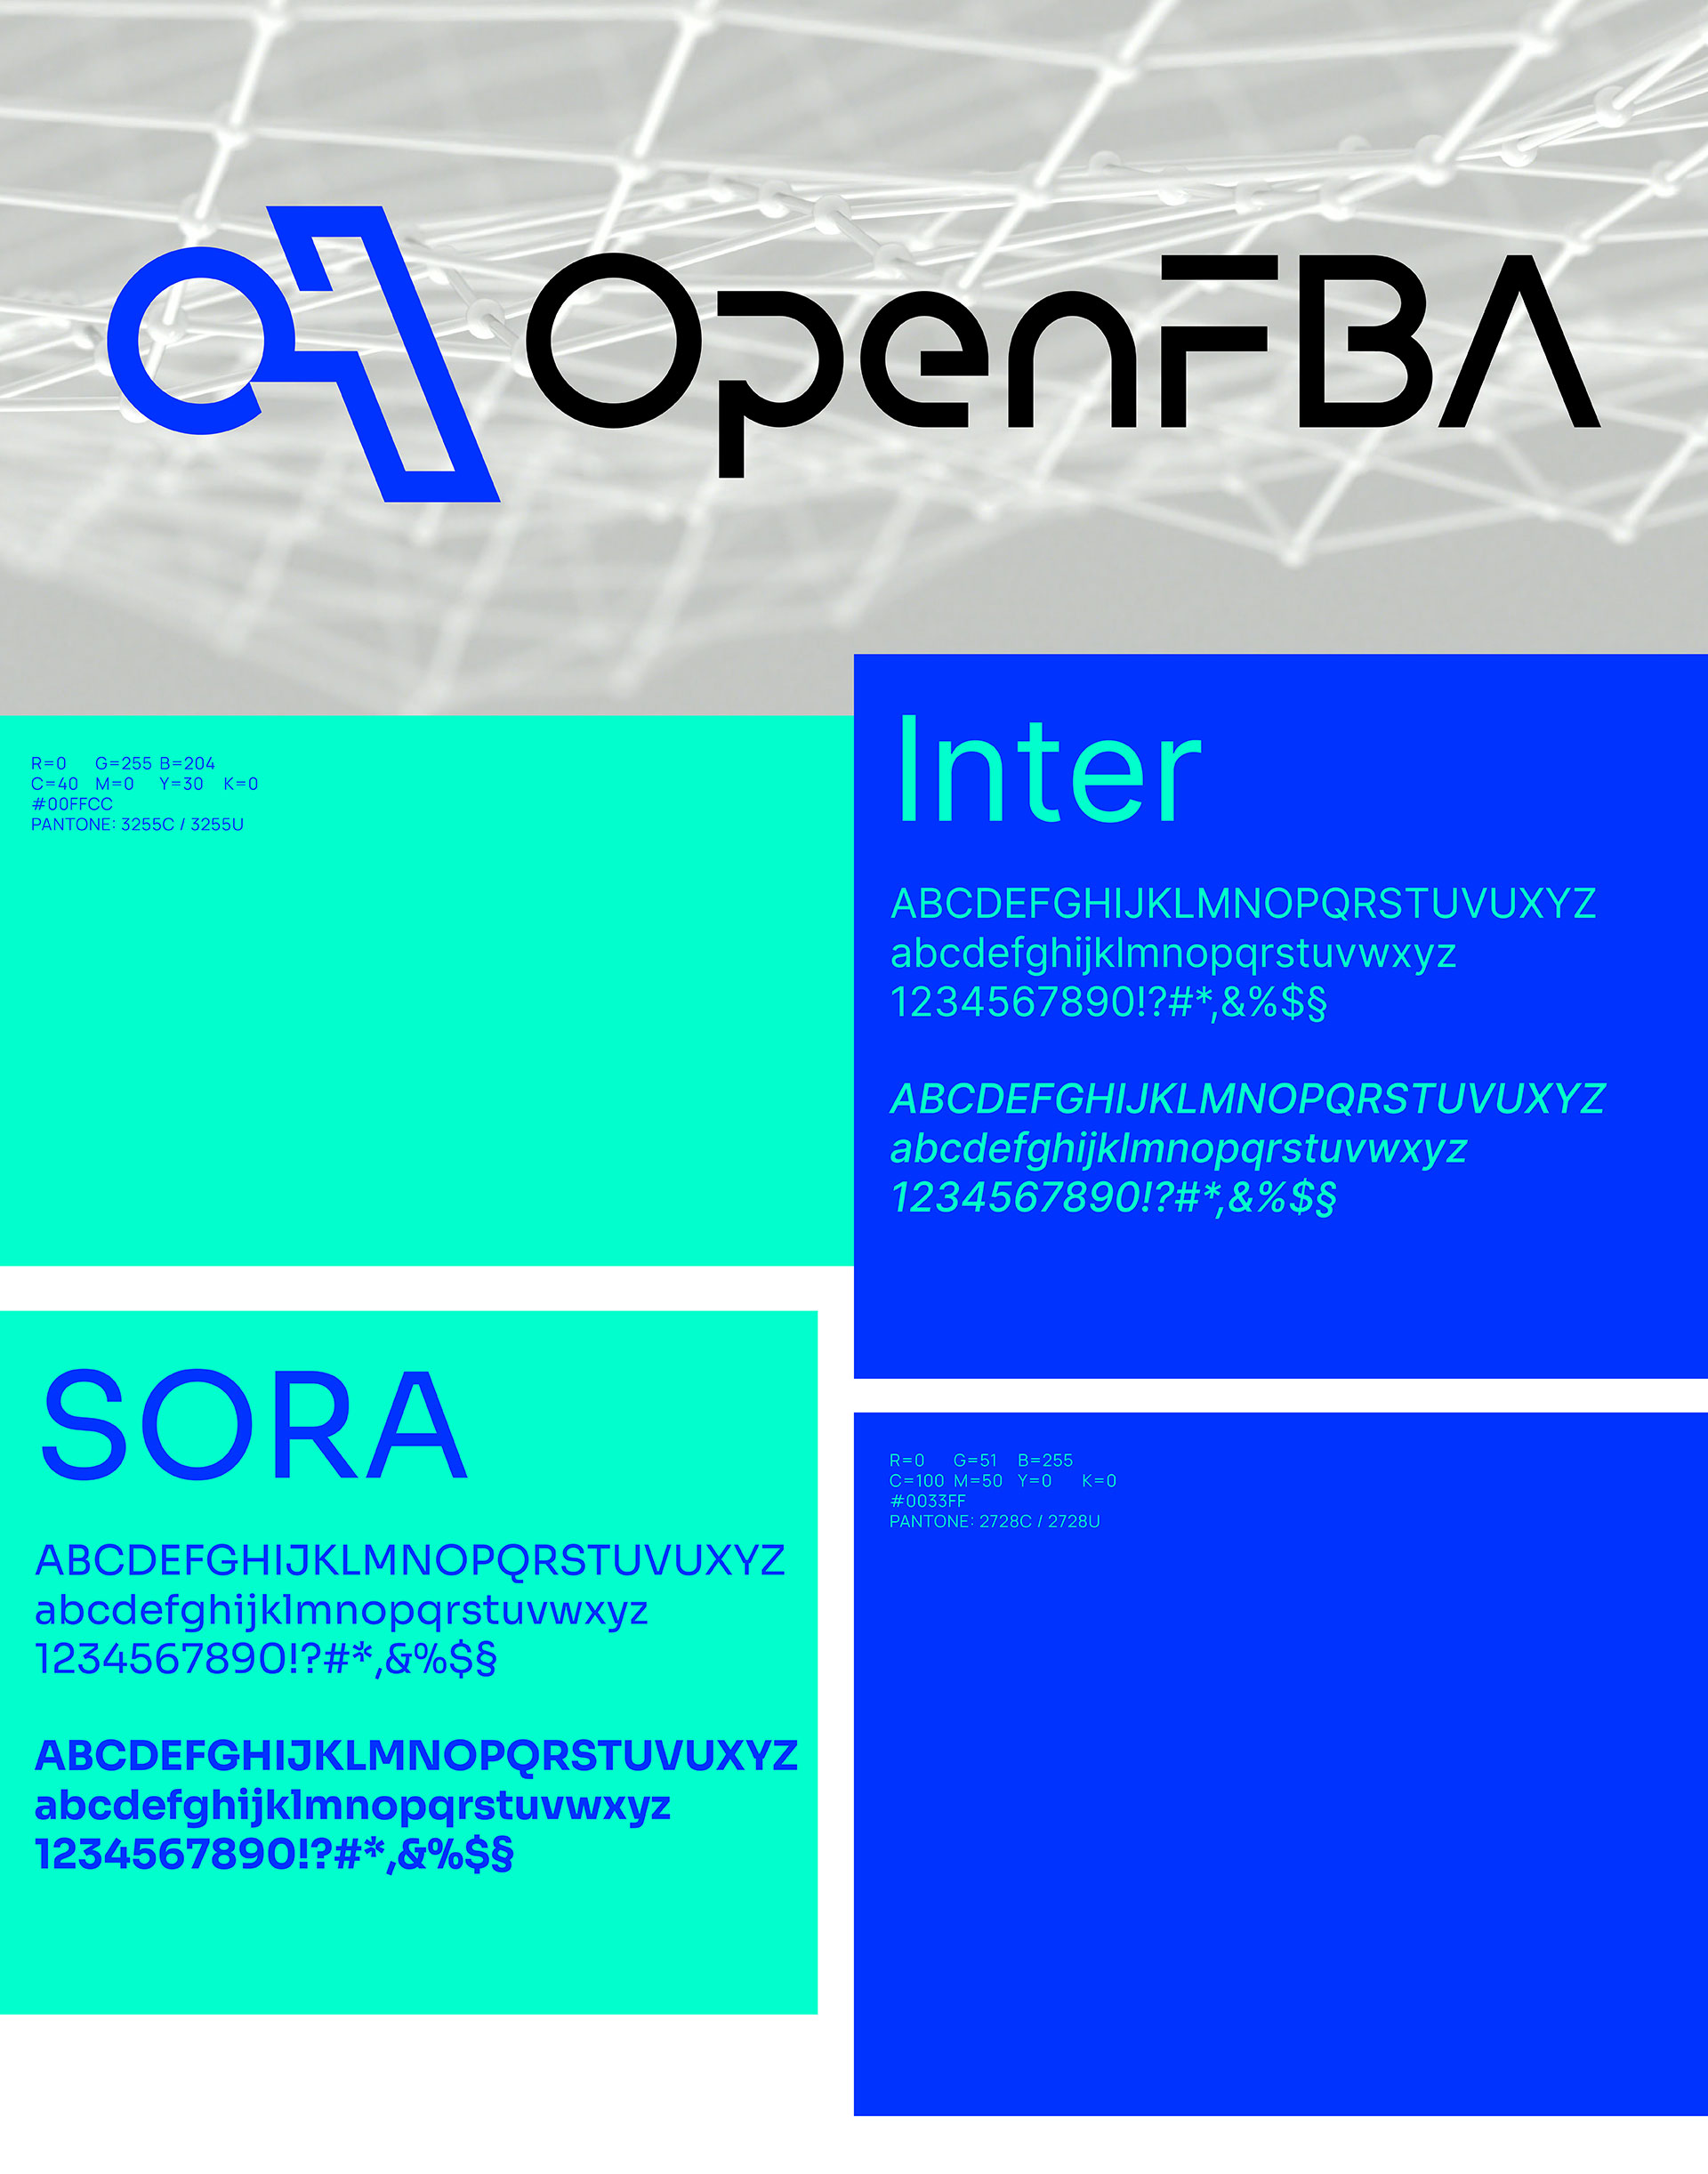 OpenFBA
R=0 G=255 B=204
C=40 M=0 Y=30 K=0
#00FFCC
PANTONE: 3255C / 3255U
Inter
ABCDEFGHIJKLMNOPQRSTUVUXYZ
abcdefghijklmnopqrstuvwxyz
1234567890!?#*,&%$§
ABCDEFGHIJKLMNOPQRSTUVUXYZ
abcdefghijklmnopqrstuvwxyz
1234567890!?#*,&%$§
SORA
ABCDEFGHIJKLMNOPQRSTUVUXYZ
abcdefghijklmnopqrstuvwxyz
1234567890!?#*,&%$§
ABCDEFGHIJKLMNOPQRSTUVUXYZ
abcdefghijklmnopqrstuvwxyz
1234567890!?#*,&%$§
R=0 G=51 B=255
C=100 M=50 Y=0 K=0
#0033FF
PANTONE: 2728C / 2728U